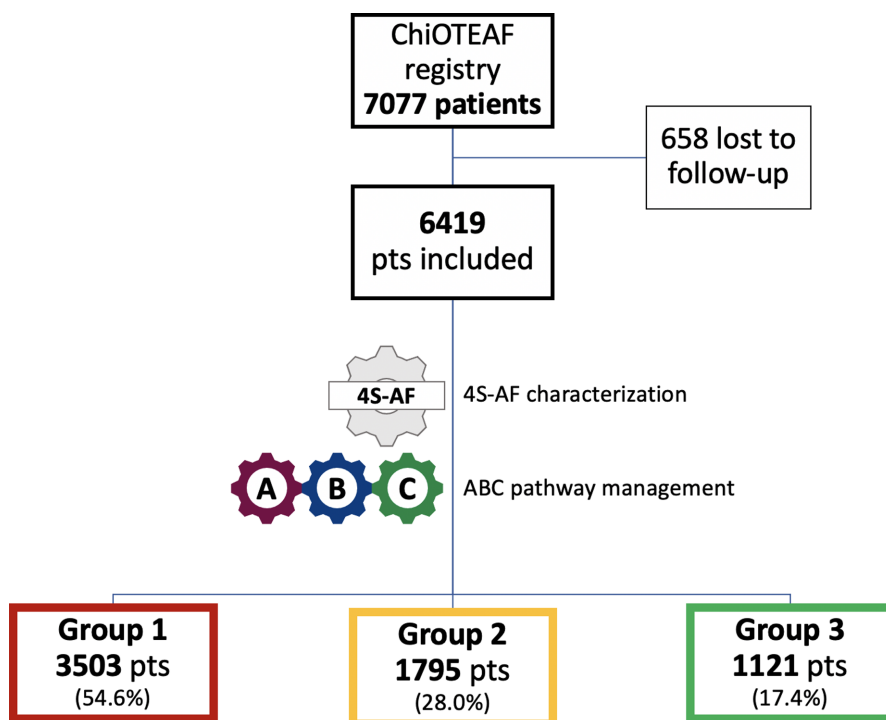 ChiOTEAF
registry
7077 patients
658 lost to
follow-up
6419
pts included
4S-AF
4S-AF characterization
A B C
ABC pathway management
Group 1
3503 pts
(54.6%)
Group 2
1795 pts
(28.0%)
Group 3
1121 pts
(17.4%)